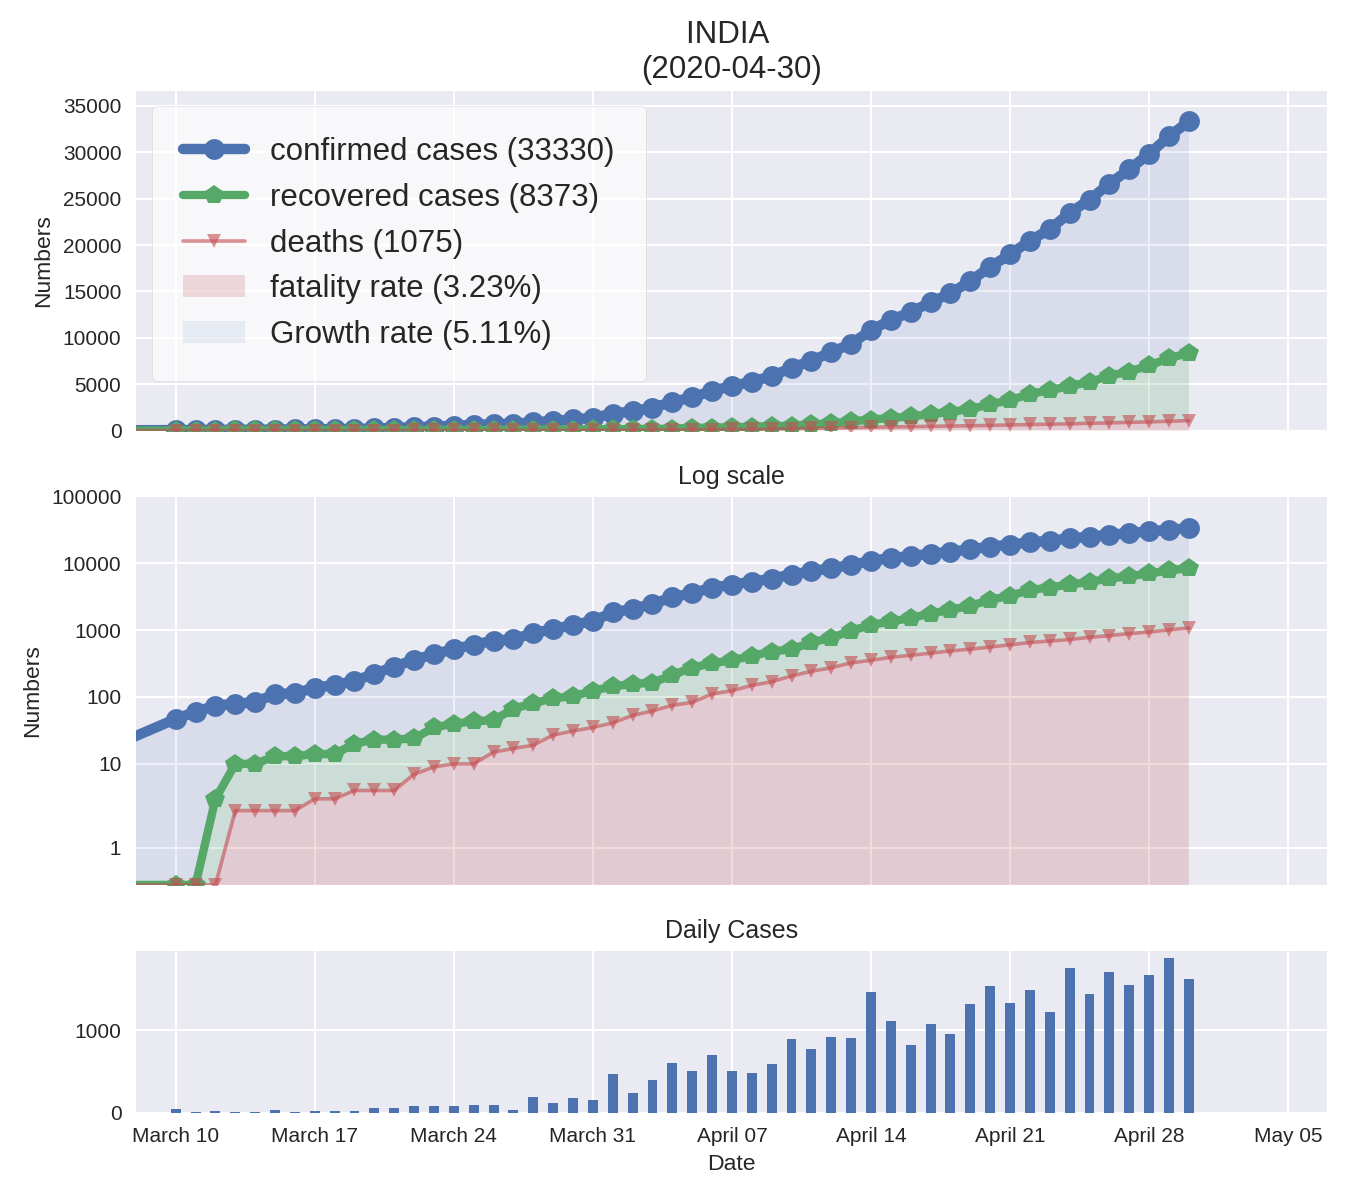 INDIA
(2020-04-30)
35000
30000
25000
20000
15000
10000
5000
0
Numbers
confirmed cases (33330)
recovered cases (8373)
deaths (1075)
fatality rate (3.23%)
Growth rate (5.11%)
Log scale
100000
10000
1000
100
10
1
Numbers
Daily Cases
1000
0
March 10 March 17 March 24 March 31 April 07 April 14 April 21 April 28 May 05
Date